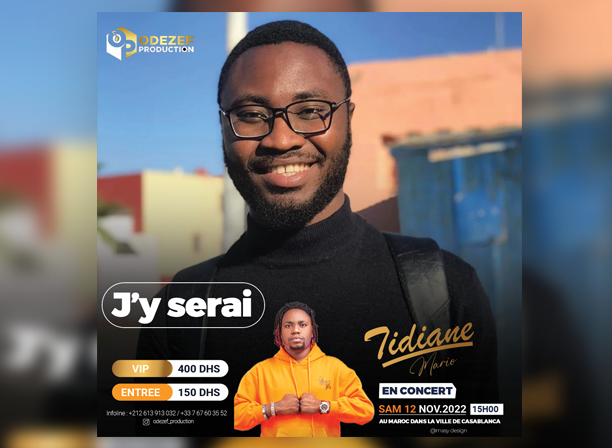 ODEZEF
PRODUCTION
J'y serai
VIP 400 DHS
ENTREE 150 DHS
Infoline : +212 613 913 032 / +33 7 67 60 35 52
odezef_production
Tidiane
Mario
EN CONCERT
SAM 12 NOV.2022 15H00
AU MAROC DANS LA VILLE DE CASABLANCA
@masy design